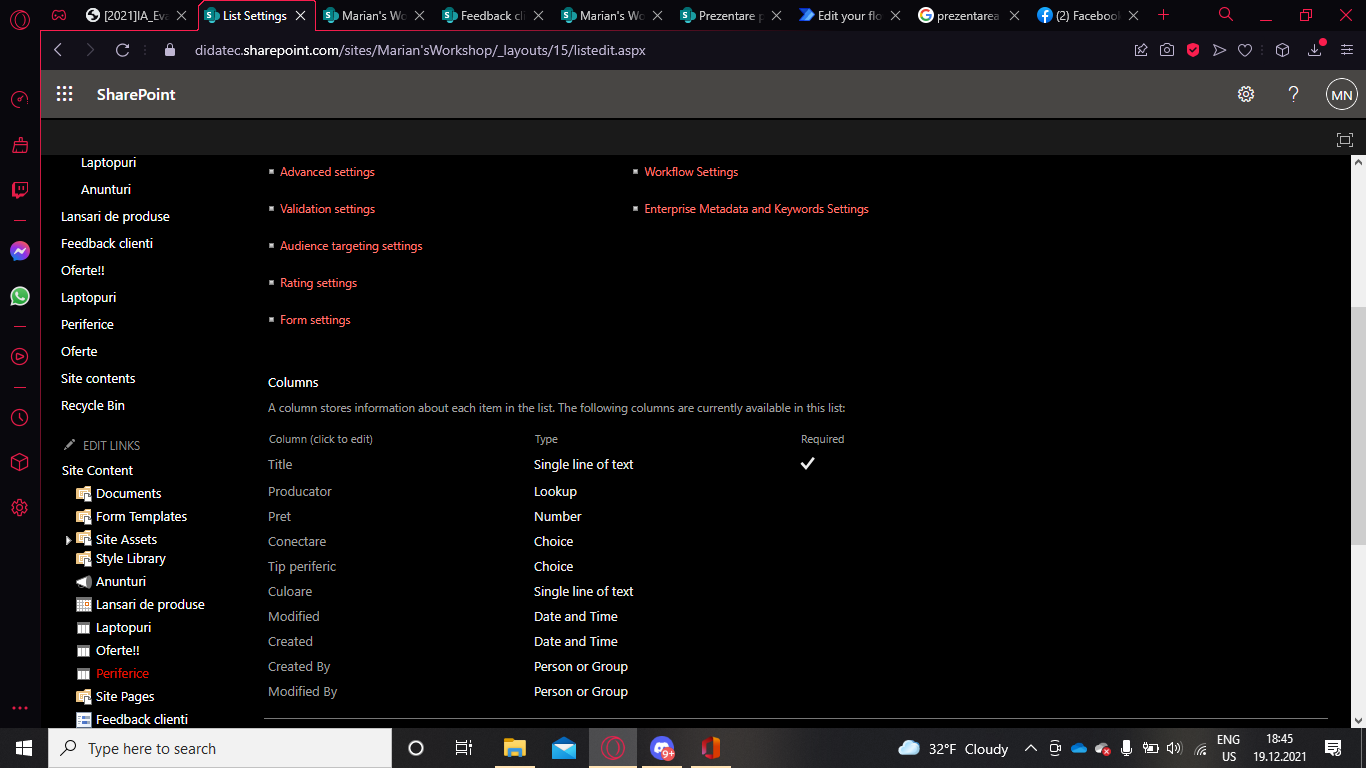 [2021]IA_Eva
List Settings
Marian's Wo
Feedback cli
Marian's Wo
Prezentare p
Edit your flo
prezentarea
(2) Facebook
didatec.sharepoint.com/sites/Marian'sWorkshop/_layouts/15/listedit.aspx
SharePoint
MN
Laptopuri
Anunturi
Lansari de produse
Feedback clienti
Oferte!!
Laptopuri
Periferice
Oferte
Site contents
Recycle Bin
EDIT LINKS
Site Content
Documents
Form Templates
Site Assets
Style Library
Anunturi
Lansari de produse
Laptopuri
Oferte!!
Periferice
Site Pages
Feedback clienti
Advanced settings
Workflow Settings
Validation settings
Enterprise Metadata and Keywords Settings
Audience targeting settings
Rating settings
Form settings
Columns
A column stores information about each item in the list. The following columns are currently available in this list:
Column (click to edit) Type Required
Title Single line of text
Producator Lookup
Pret Number
Conectare Choice
Tip periferic Choice
Culoare Single line of text
Modified Date and Time
Created Date and Time
Created By Person or Group
Modified By Person or Group
Type here to search
9+
32°F Cloudy
ENG
US
18:45
19.12.2021